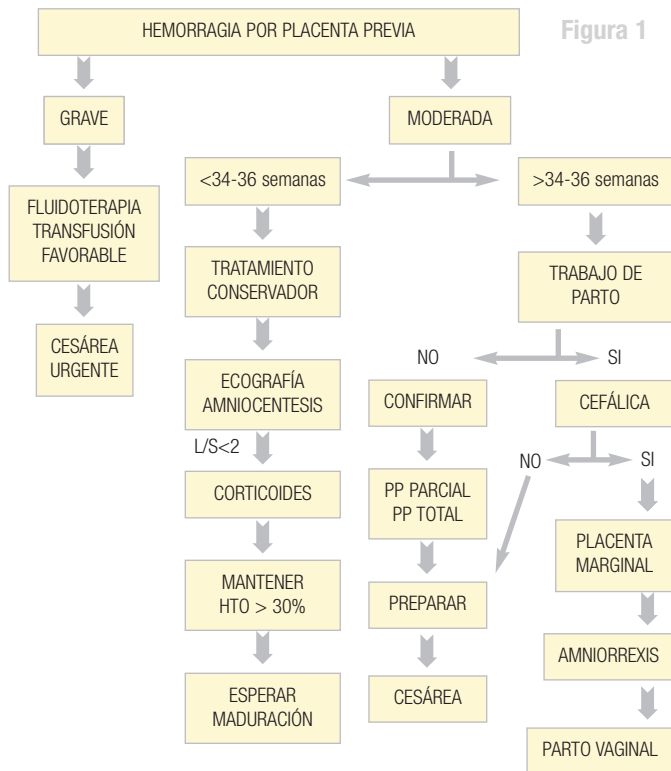 HEMORRAGIA POR PLACENTA PREVIA
Figura 1
GRAVE
MODERADA
<34-36 semanas
>34-36 semanas
FLUIDOTERAPIA
TRANSFUSIÓN
FAVORABLE
TRATAMIENTO
CONSERVADOR
TRABAJO DE
PARTO
CESÁREA
URGENTE
NO
SI
ECOGRAFÍA
AMNIOCENTESIS
CONFIRMAR
CEFÁLICA
L/S<2
NO
SI
CORTICOIDES
PP PARCIAL
PP TOTAL
PLACENTA
MARGINAL
MANTENER
HTO > 30%
PREPARAR
AMNIORREXIS
ESPERAR
MADURACIÓN
CESÁREA
PARTO VAGINAL